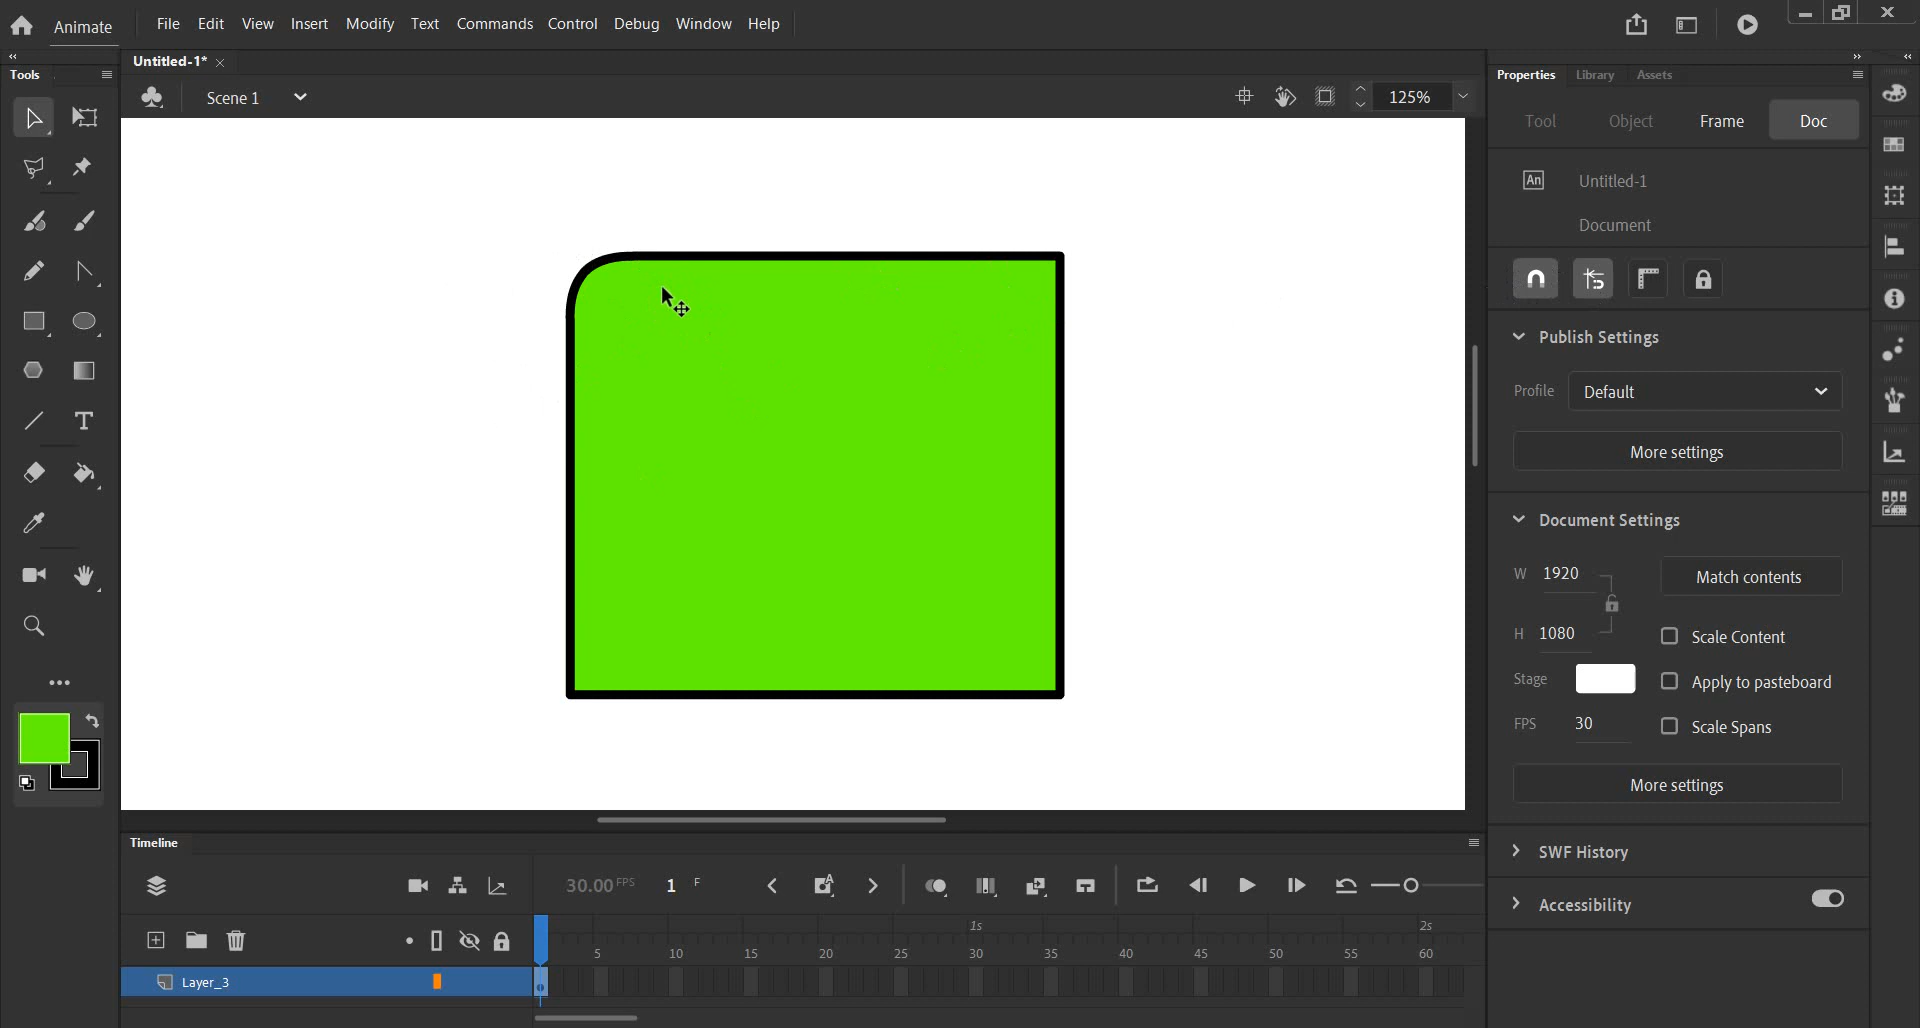 Animate
File Edit View Insert Modify Text Commands Control Debug Window Help
Tools
Untitled-1*
Scene 1
125%
Properties Library Assets
Tool Object Frame Doc
An Untitled-1
Document
Publish Settings
Profile Default
More settings
Document Settings
W 1920
Match contents
H 1080
Scale Content
Stage
Apply to pasteboard
FPS 30
Scale Spans
More settings
SWF History
Accessibility
Timeline
30.00 FPS 1 F
1s 2s
5 10 15 20 25 30 35 40 45 50 55 60
Layer_3